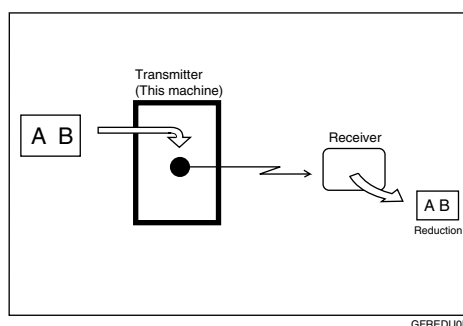 Transmitter
(This machine)
A B
Receiver
A B
Reduction